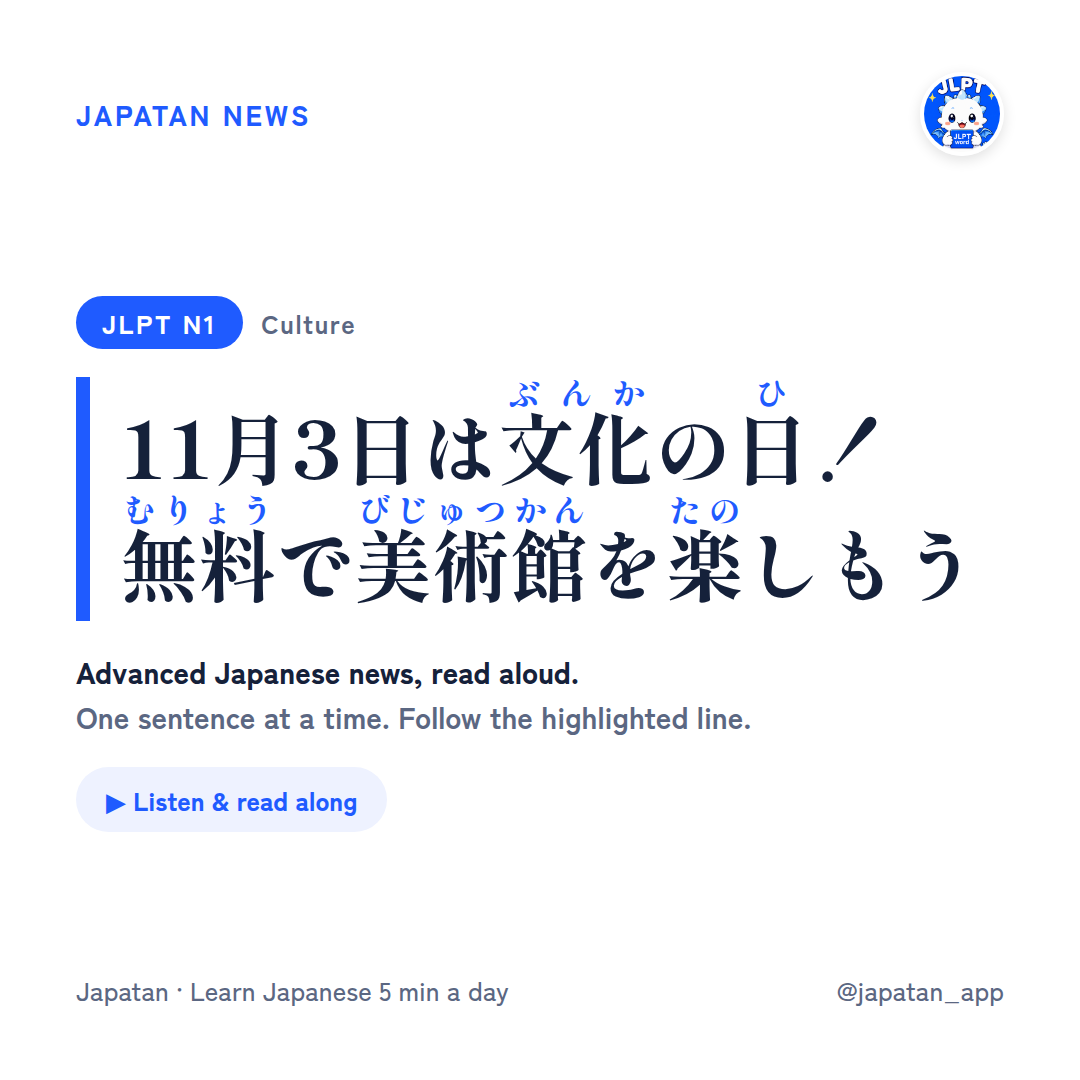 JAPATAN NEWS
JLPT
JLPT
word
JLPT N1 Culture
ぶんか ひ
11月3日は文化の日!
むりょう びじゅつかん たの
無料で美術館を楽しもう
Advanced Japanese news, read aloud.
One sentence at a time. Follow the highlighted line.
▶ Listen & read along
Japatan · Learn Japanese 5 min a day
@japatan_app